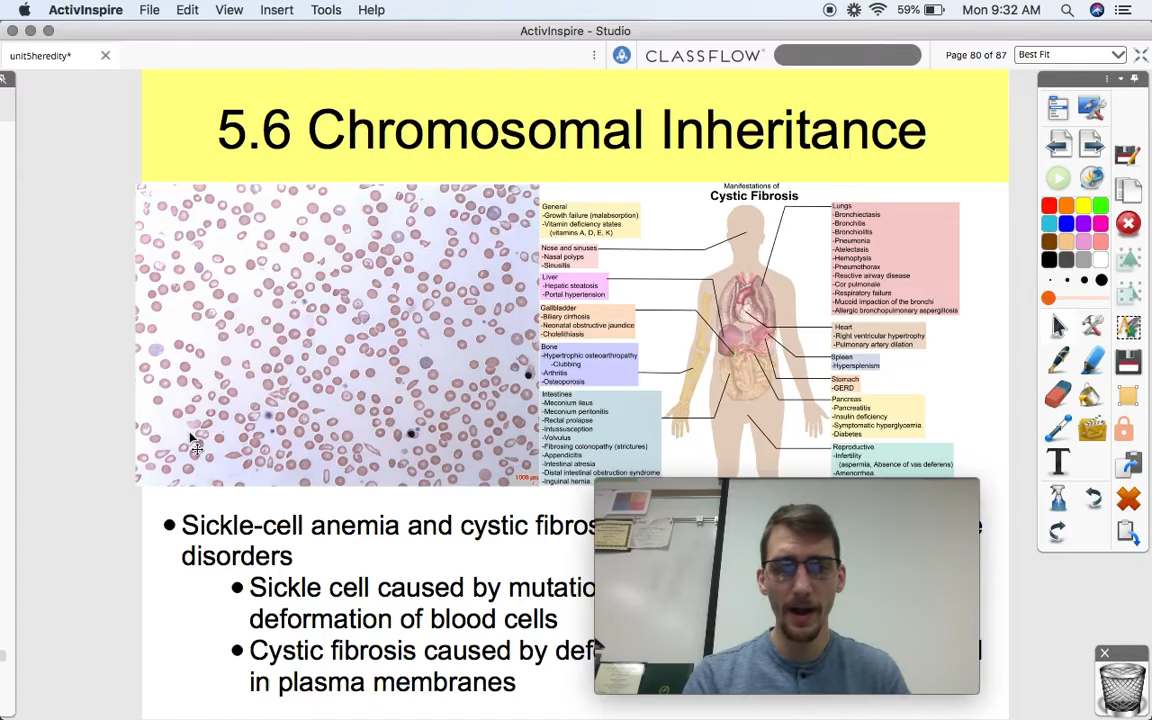 ActivInspire File Edit View Insert Tools Help 59% Mon 9:32 AM
ActivInspire - Studio
unit5heredity* CLASSFLOW Page 80 of 87 Best Fit
5.6 Chromosomal Inheritance
Manifestations of
Cystic Fibrosis
General
-Growth failure (malabsorption)
-Vitamin deficiency states
(vitamins A, D, E, K)
Nose and sinuses
-Nasal polyps
-Sinusitis
Liver
-Hepatic steatosis
-Portal hypertension
Gallbladder
-Biliary cirrhosis
-Neonatal obstructive jaundice
-Cholelithiasis
Bone
-Hypertrophic osteoarthropathy
-Clubbing
-Arthritis
-Osteoporosis
Intestines
-Meconium ileus
-Meconium peritonitis
-Rectal prolapse
-Intussusception
-Volvulus
-Fibrosing colonopathy (strictures)
-Appendicitis
-Intestinal atresia
-Distal intestinal obstruction syndrome
-Inguinal hernia
Lungs
-Bronchiectasis
-Bronchitis
-Bronchiolitis
-Pneumonia
-Atelectasis
-Hemoptysis
-Pneumothorax
-Reactive airway disease
-Cor pulmonale
-Respiratory failure
-Mucoid impaction of the bronchi
-Allergic bronchopulmonary aspergillosis
Heart
-Right ventricular hypertrophy
-Pulmonary artery dilation
Spleen
-Hypersplenism
Stomach
-GERD
Pancreas
-Pancreatitis
-Insulin deficiency
-Symptomatic hyperglycemia
-Diabetes
Reproductive
-Infertility
(aspermia, Absence of vas deferens)
-Amenorrhea
• Sickle-cell anemia and cystic fibros
disorders
• Sickle cell caused by mutatio
deformation of blood cells
• Cystic fibrosis caused by def
in plasma membranes